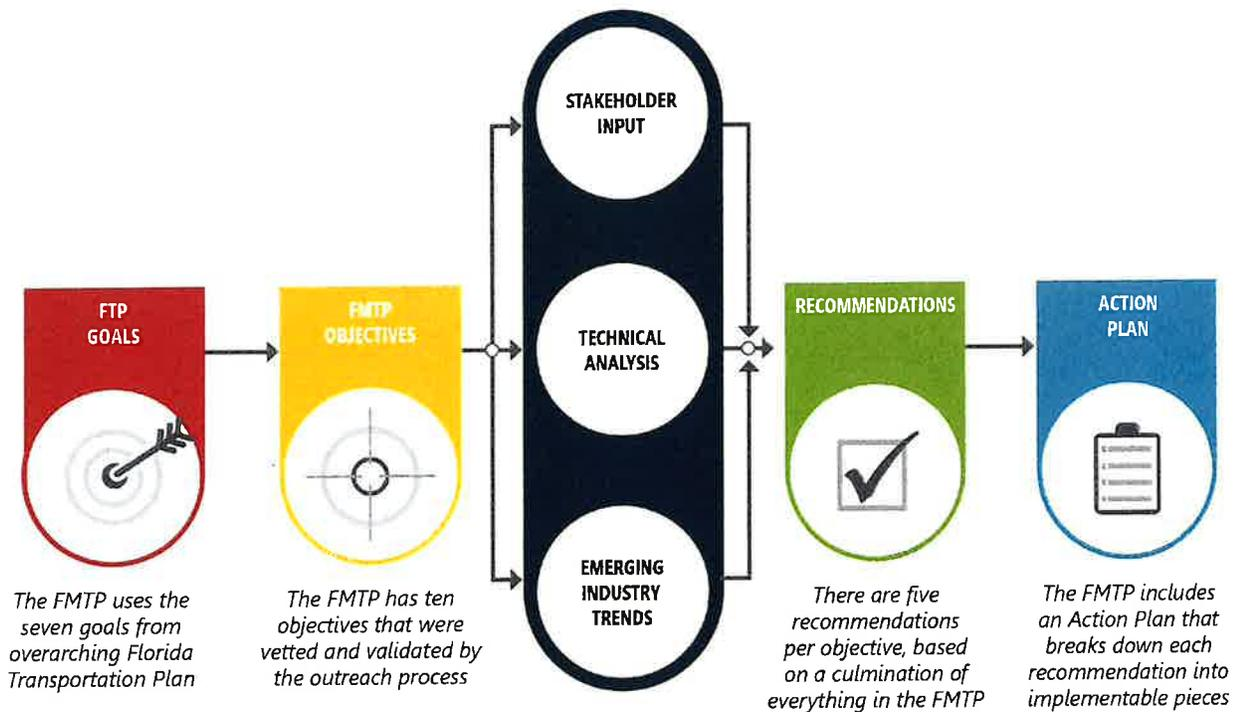 STAKEHOLDER
INPUT
TECHNICAL
ANALYSIS
EMERGING
INDUSTRY
TRENDS
FTP
GOALS
The FMTP uses the
seven goals from
overarching Florida
Transportation Plan
FMTP
OBJECTIVES
The FMTP has ten
objectives that were
vetted and validated by
the outreach process
RECOMMENDATIONS
There are five
recommendations
per objective, based
on a culmination of
everything in the FMTP
ACTION
PLAN
The FMTP includes
an Action Plan that
breaks down each
recommendation into
implementable pieces